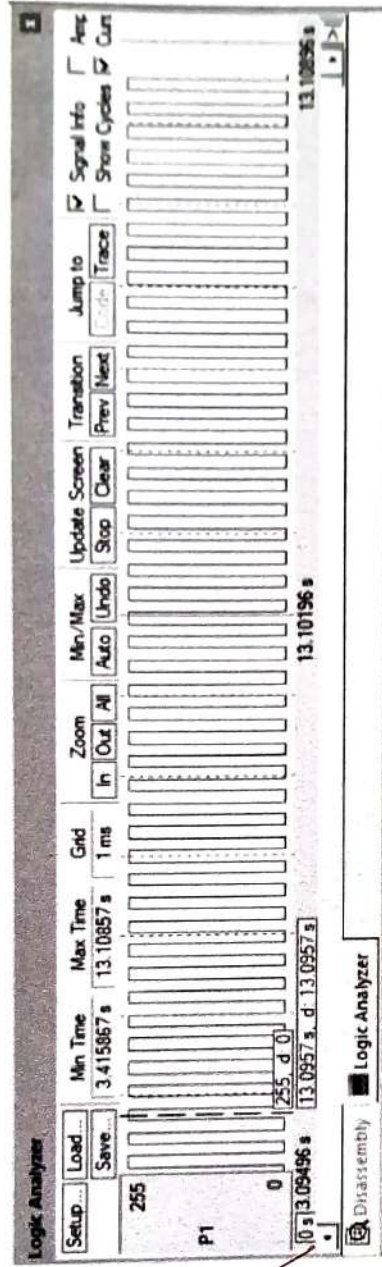 Logic Analyzer
Setup... Load... Min Time Max Time Grid Zoom Min/Max Update Screen Transition Jump to Signal Info Amp
Save... 3.415867 s 13.10857 s 1 ms In Out All Auto Undo Stop Clear Prev Next Code Trace Show Cycles Curs
255
P1
0
255, d: 0
13.0957 s, d: 13.0957 s
0 s 3.09496 s 13.10196 s 13.10896 s
Disassembly Logic Analyzer